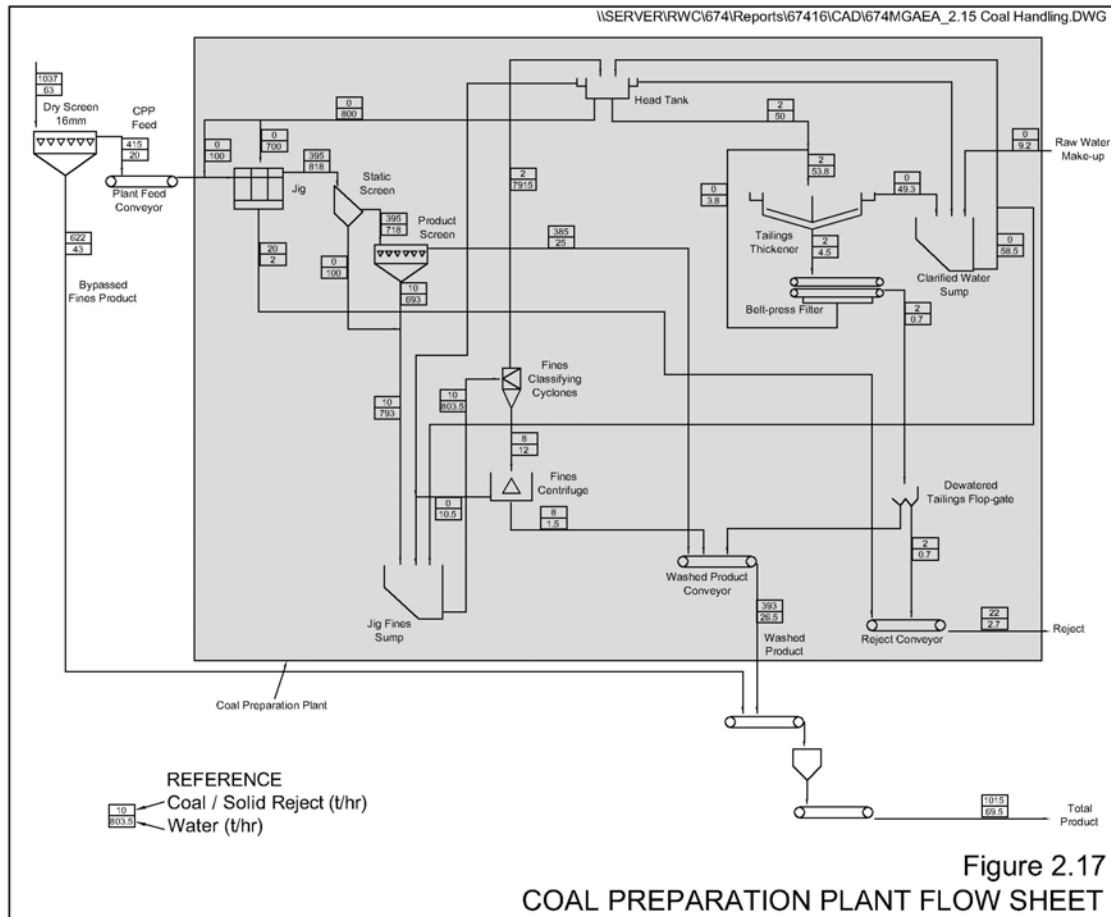 \\SERVER\RWC\674\Reports\67416\CAD\674MGAEA_2.15 Coal Handling.DWG
1037
63
Dry Screen
16mm
CPP
Feed
415
20
Plant Feed
Conveyor
622
43
Bypassed
Fines Product
0
100
0
800
0
700
Jig
395
818
Static
Screen
395
718
Product Screen
20
2
0
100
10
693
385
25
Head Tank
2
7915
2
50
2
53.8
0
3.8
Tailings
Thickener
2
4.5
Belt-press Filter
0
49.3
0
9.2
Raw Water
Make-up
0
58.5
Clarified Water
Sump
2
0.7
10
793
10
803.5
Fines
Classifying
Cyclones
8
12
Fines
Centrifuge
0
10.5
8
1.5
Dewatered
Tailings Flop-gate
2
0.7
Jig Fines
Sump
Washed Product
Conveyor
393
26.5
Washed
Product
Reject Conveyor
22
2.7
Reject
Coal Preparation Plant
REFERENCE
10
803.5
Coal / Solid Reject (t/hr)
Water (t/hr)
1015
69.5
Total
Product
Figure 2.17
COAL PREPARATION PLANT FLOW SHEET